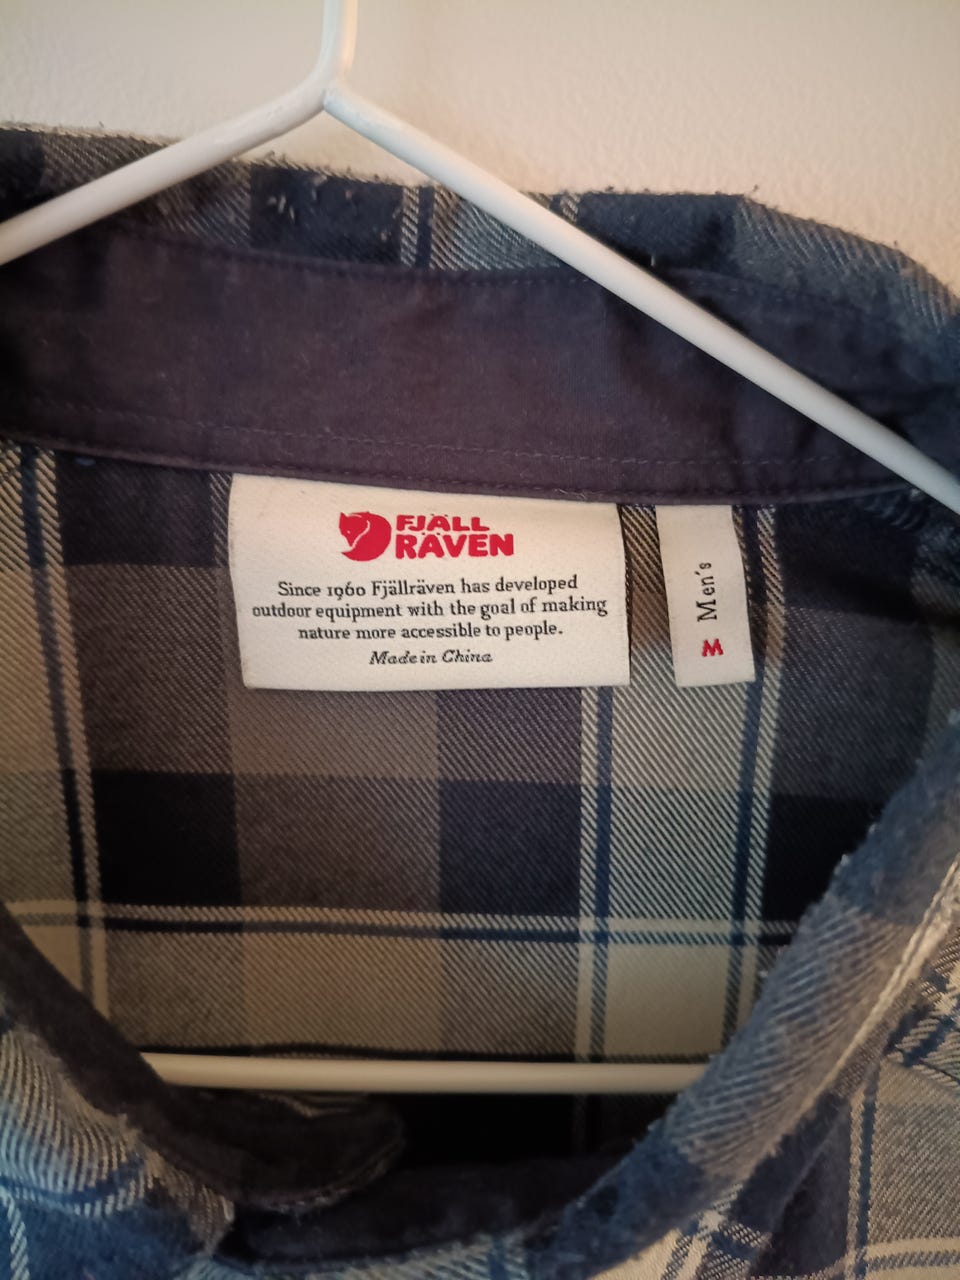 FJÄLL
RÄVEN
Since 1960 Fjällräven has developed
outdoor equipment with the goal of making
nature more accessible to people.
Made in China
Men's
M